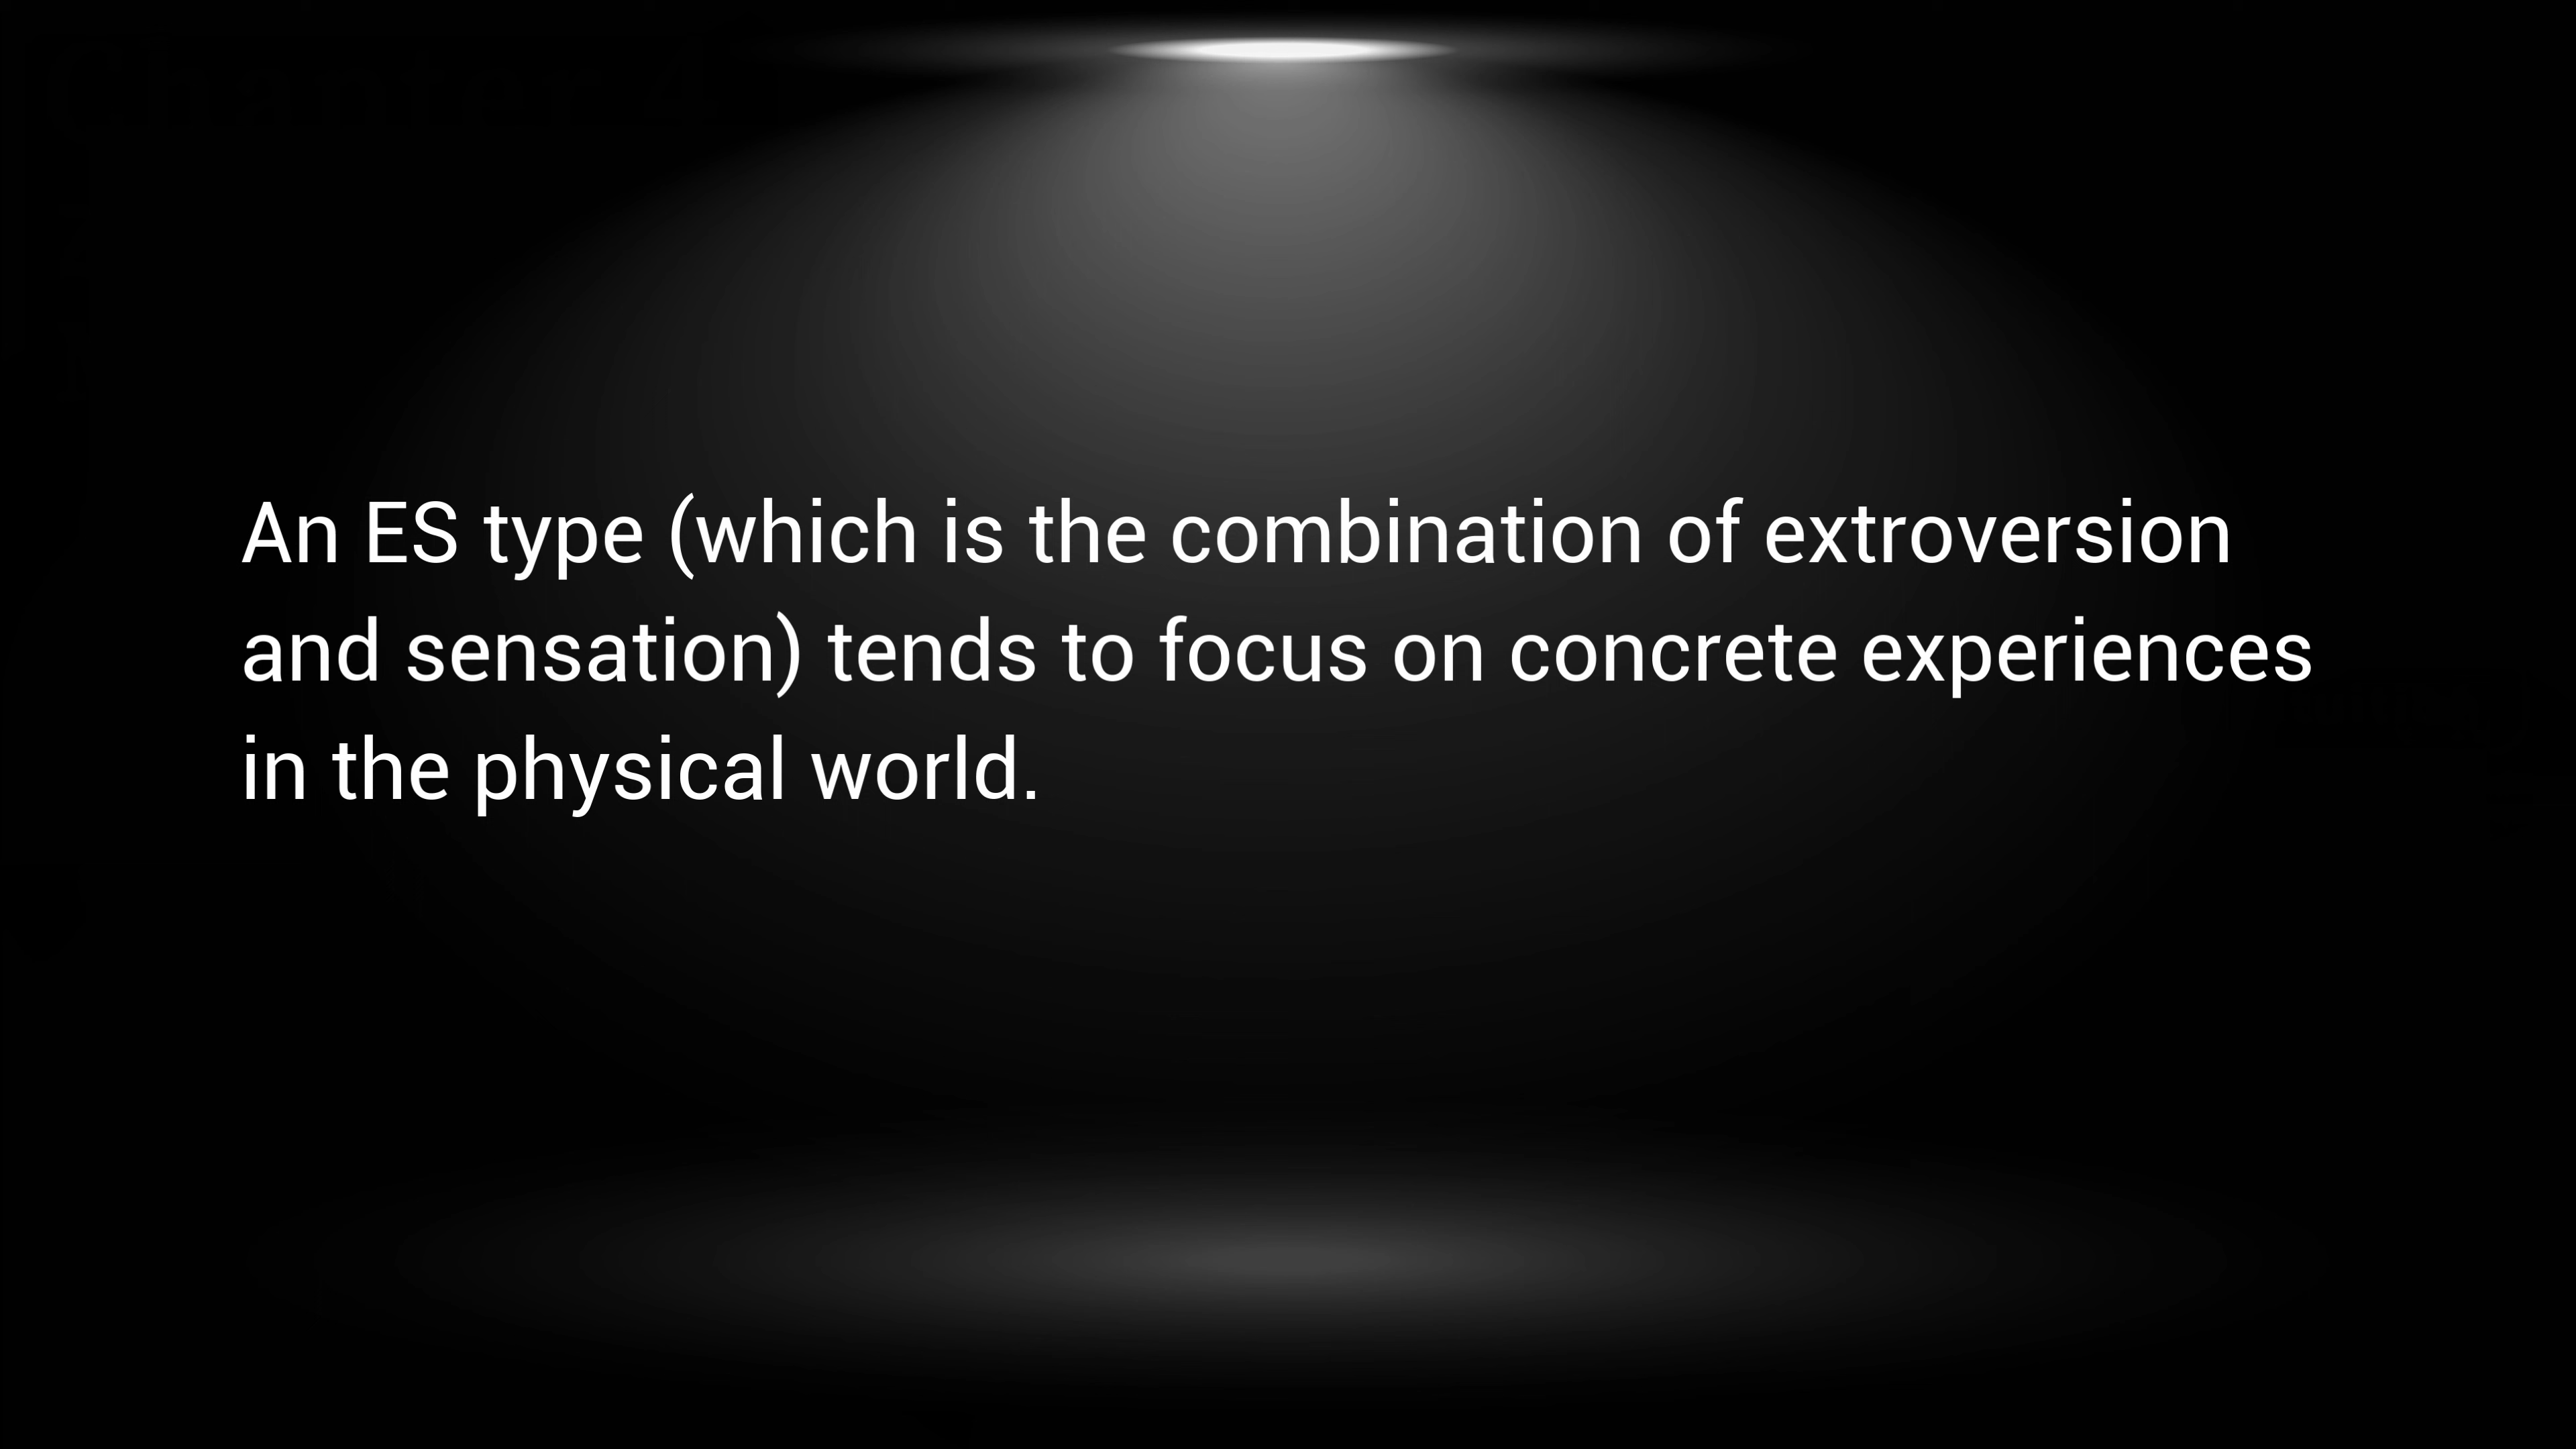 An ES type (which is the combination of extroversion
and sensation) tends to focus on concrete experiences
in the physical world.